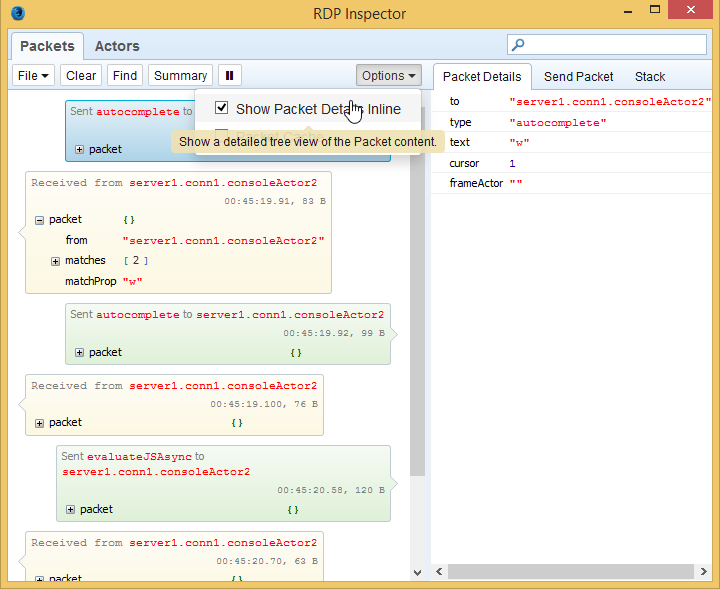 RDP Inspector
Packets Actors
File Clear Find Summary Options
Packet Details Send Packet Stack
Sent autocomplete to
packet
Show Packet Details Inline
Show a detailed tree view of the Packet content.
Received from server1.conn1.consoleActor2
00:45:19.91, 83 B
packet {}
from "server1.conn1.consoleActor2"
matches [ 2 ]
matchProp "w"
Sent autocomplete to server1.conn1.consoleActor2
00:45:19.92, 99 B
packet {}
Received from server1.conn1.consoleActor2
00:45:19.100, 76 B
packet {}
Sent evaluateJSAsync to
server1.conn1.consoleActor2
00:45:20.58, 120 B
packet {}
Received from server1.conn1.consoleActor2
00:45:20.70, 63 B
packet {}
to "server1.conn1.consoleActor2"
type "autocomplete"
text "w"
cursor 1
frameActor ""